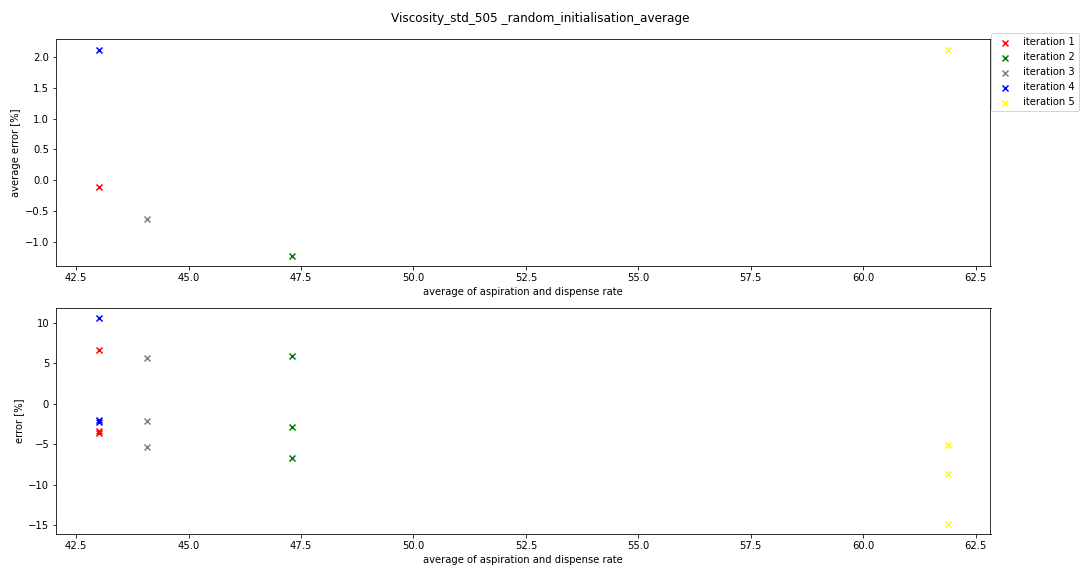 Viscosity_std_505 _random_initialisation_average
iteration 1
iteration 2
iteration 3
iteration 4
iteration 5
average error [%]
2.0
1.5
1.0
0.5
0.0
−0.5
−1.0
42.5 45.0 47.5 50.0 52.5 55.0 57.5 60.0 62.5
average of aspiration and dispense rate
error [%]
10
5
0
−5
−10
−15
42.5 45.0 47.5 50.0 52.5 55.0 57.5 60.0 62.5
average of aspiration and dispense rate